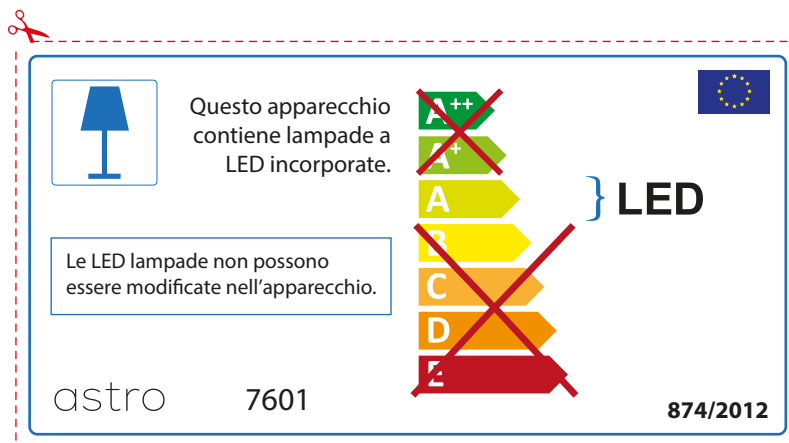 Questo apparecchio
contiene lampade a
LED incorporate.
A++
A+
A
B
C
D
E
LED
Le LED lampade non possono
essere modificate nell'apparecchio.
astro
7601
874/2012